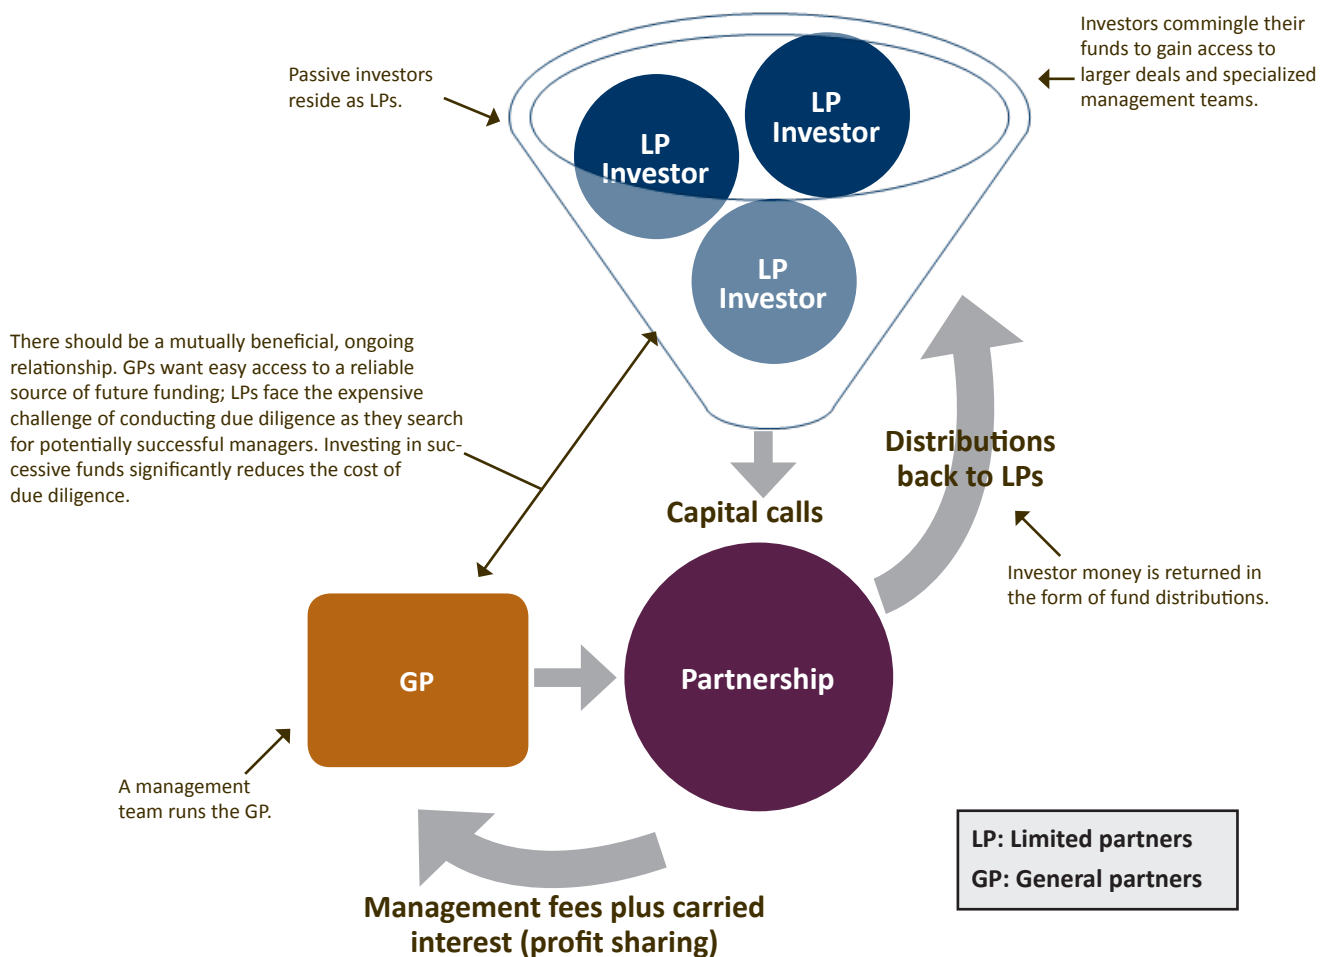 Passive investors
reside as LPs.
Investors commingle their
funds to gain access to
larger deals and specialized
management teams.
LP
Investor
LP
Investor
LP
Investor
There should be a mutually beneficial, ongoing
relationship. GPs want easy access to a reliable
source of future funding; LPs face the expensive
challenge of conducting due diligence as they search
for potentially successful managers. Investing in suc-
cessive funds significantly reduces the cost of
due diligence.
Distributions
back to LPs
Capital calls
Investor money is returned in
the form of fund distributions.
GP
Partnership
A management
team runs the GP.
Management fees plus carried
interest (profit sharing)
LP: Limited partners
GP: General partners